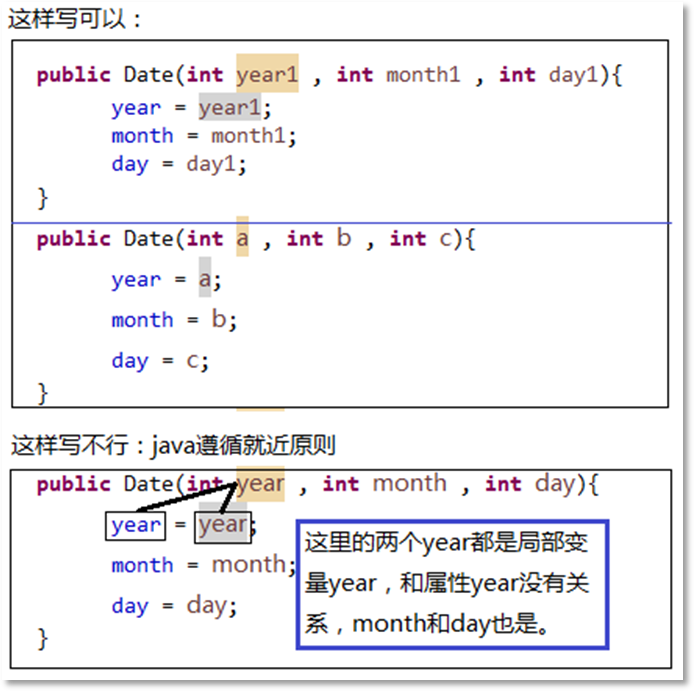 这样写可以：
public Date(int year1 , int month1 , int day1){
year = year1;
month = month1;
day = day1;
}
public Date(int a , int b , int c){
year = a;
month = b;
day = c;
}
这样写不行：java遵循就近原则
public Date(int year , int month , int day){
year = year;
month = month;
day = day;
}
这里的两个year都是局部变
量year，和属性year没有关
系，month和day也是。